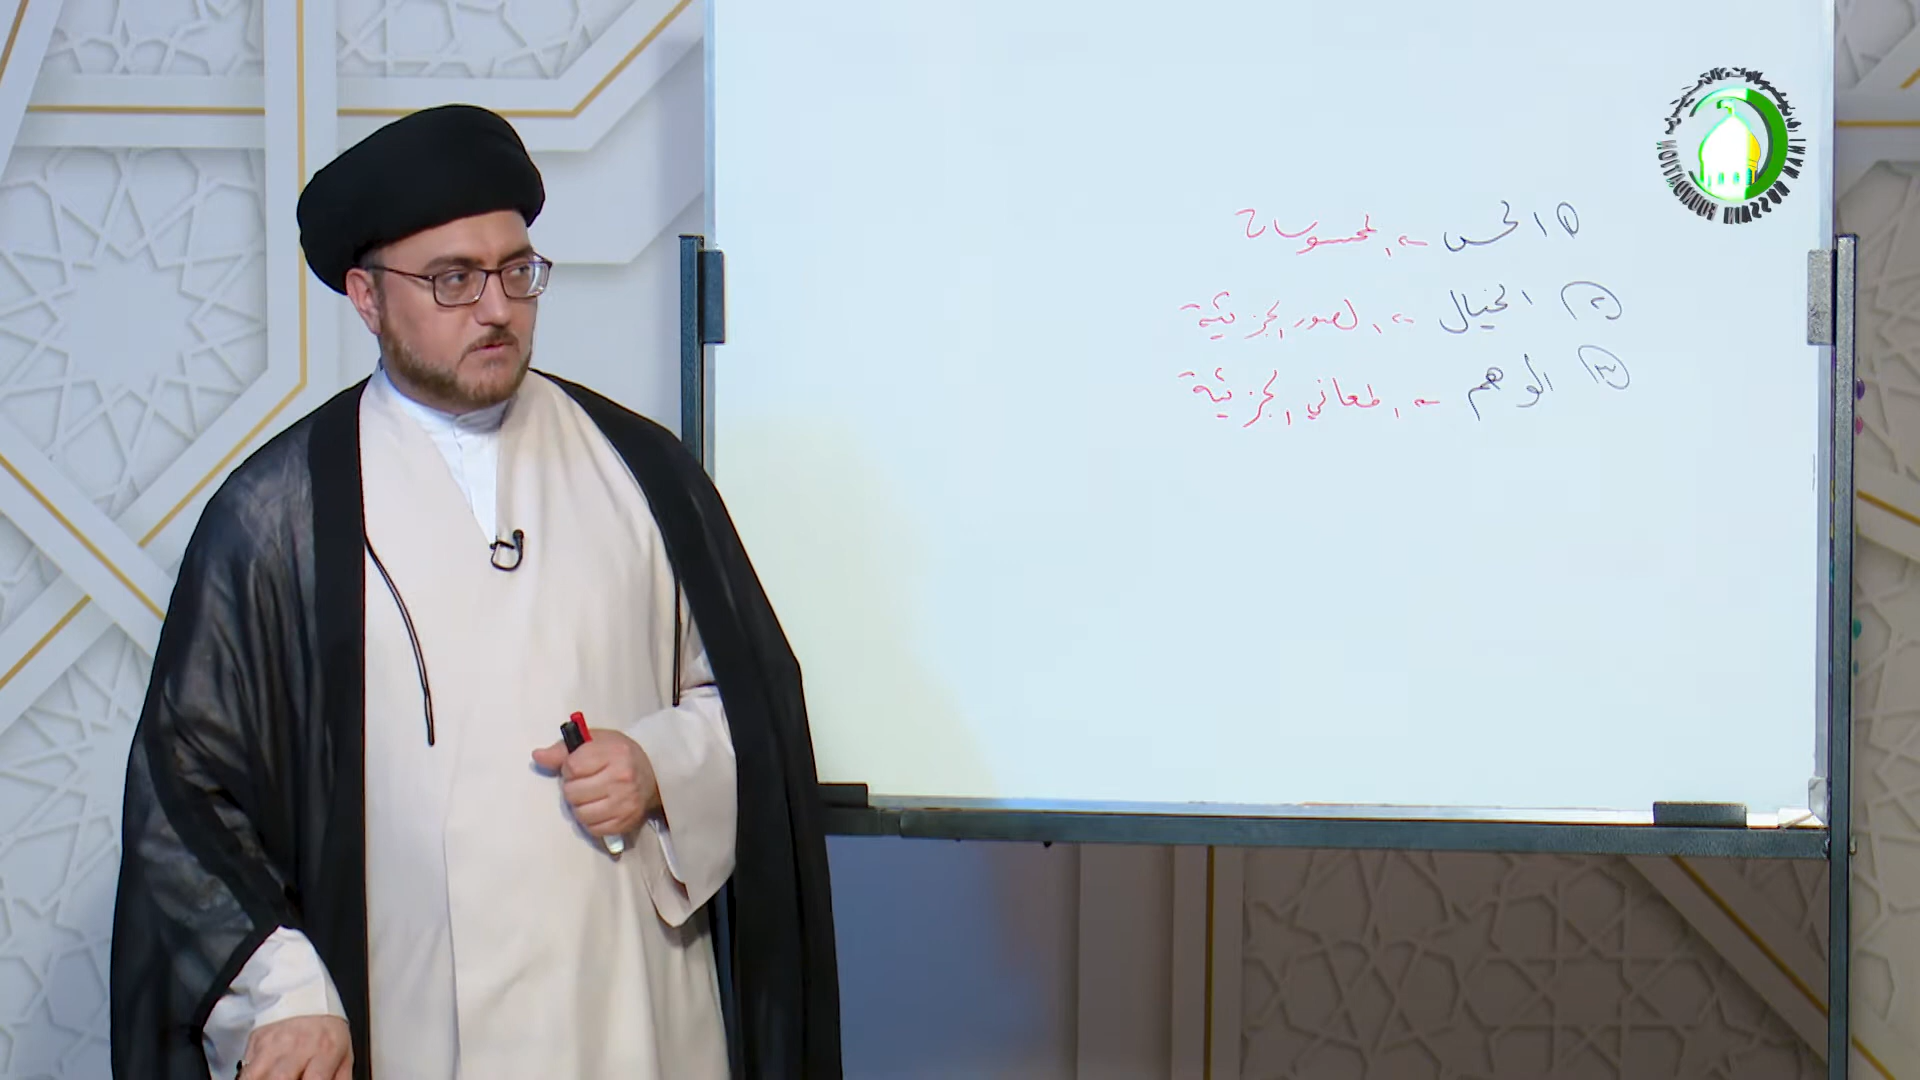 ١ الحس ← المحسوسات
٢ الخيال ← الصور الجزئية
٣ الوهم ← المعاني الجزئية